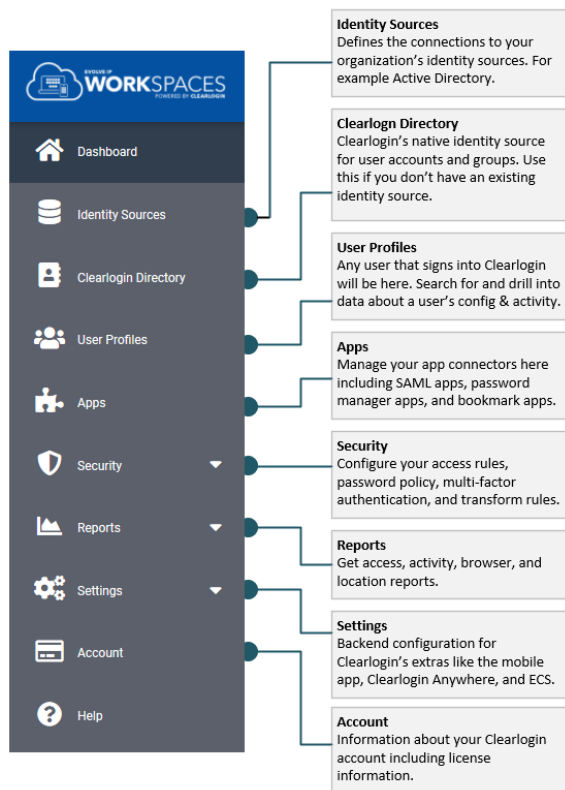 EVOLVE IP
WORKSPACES
POWERED BY CLEARLOGIN
Dashboard
Identity Sources
Clearlogin Directory
User Profiles
Apps
Security
Reports
Settings
Account
Help
Identity Sources
Defines the connections to your
organization's identity sources. For
example Active Directory.
Clearlogn Directory
Clearlogin's native identity source
for user accounts and groups. Use
this if you don't have an existing
identity source.
User Profiles
Any user that signs into Clearlogin
will be here. Search for and drill into
data about a user's config & activity.
Apps
Manage your app connectors here
including SAML apps, password
manager apps, and bookmark apps.
Security
Configure your access rules,
password policy, multi-factor
authentication, and transform rules.
Reports
Get access, activity, browser, and
location reports.
Settings
Backend configuration for
Clearlogin's extras like the mobile
app, Clearlogin Anywhere, and ECS.
Account
Information about your Clearlogin
account including license
information.